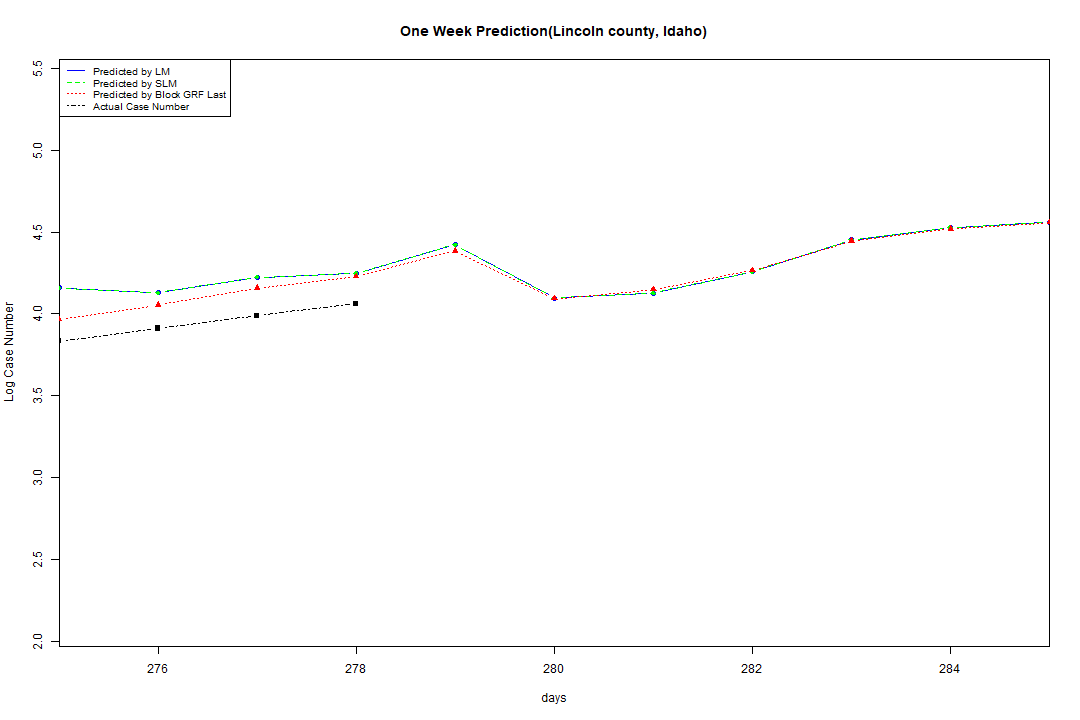 One Week Prediction(Lincoln county, Idaho)
Predicted by LM
Predicted by SLM
Predicted by Block GRF Last
Actual Case Number
5.5
5.0
4.5
4.0
3.5
3.0
2.5
2.0
Log Case Number
276 278 280 282 284
days